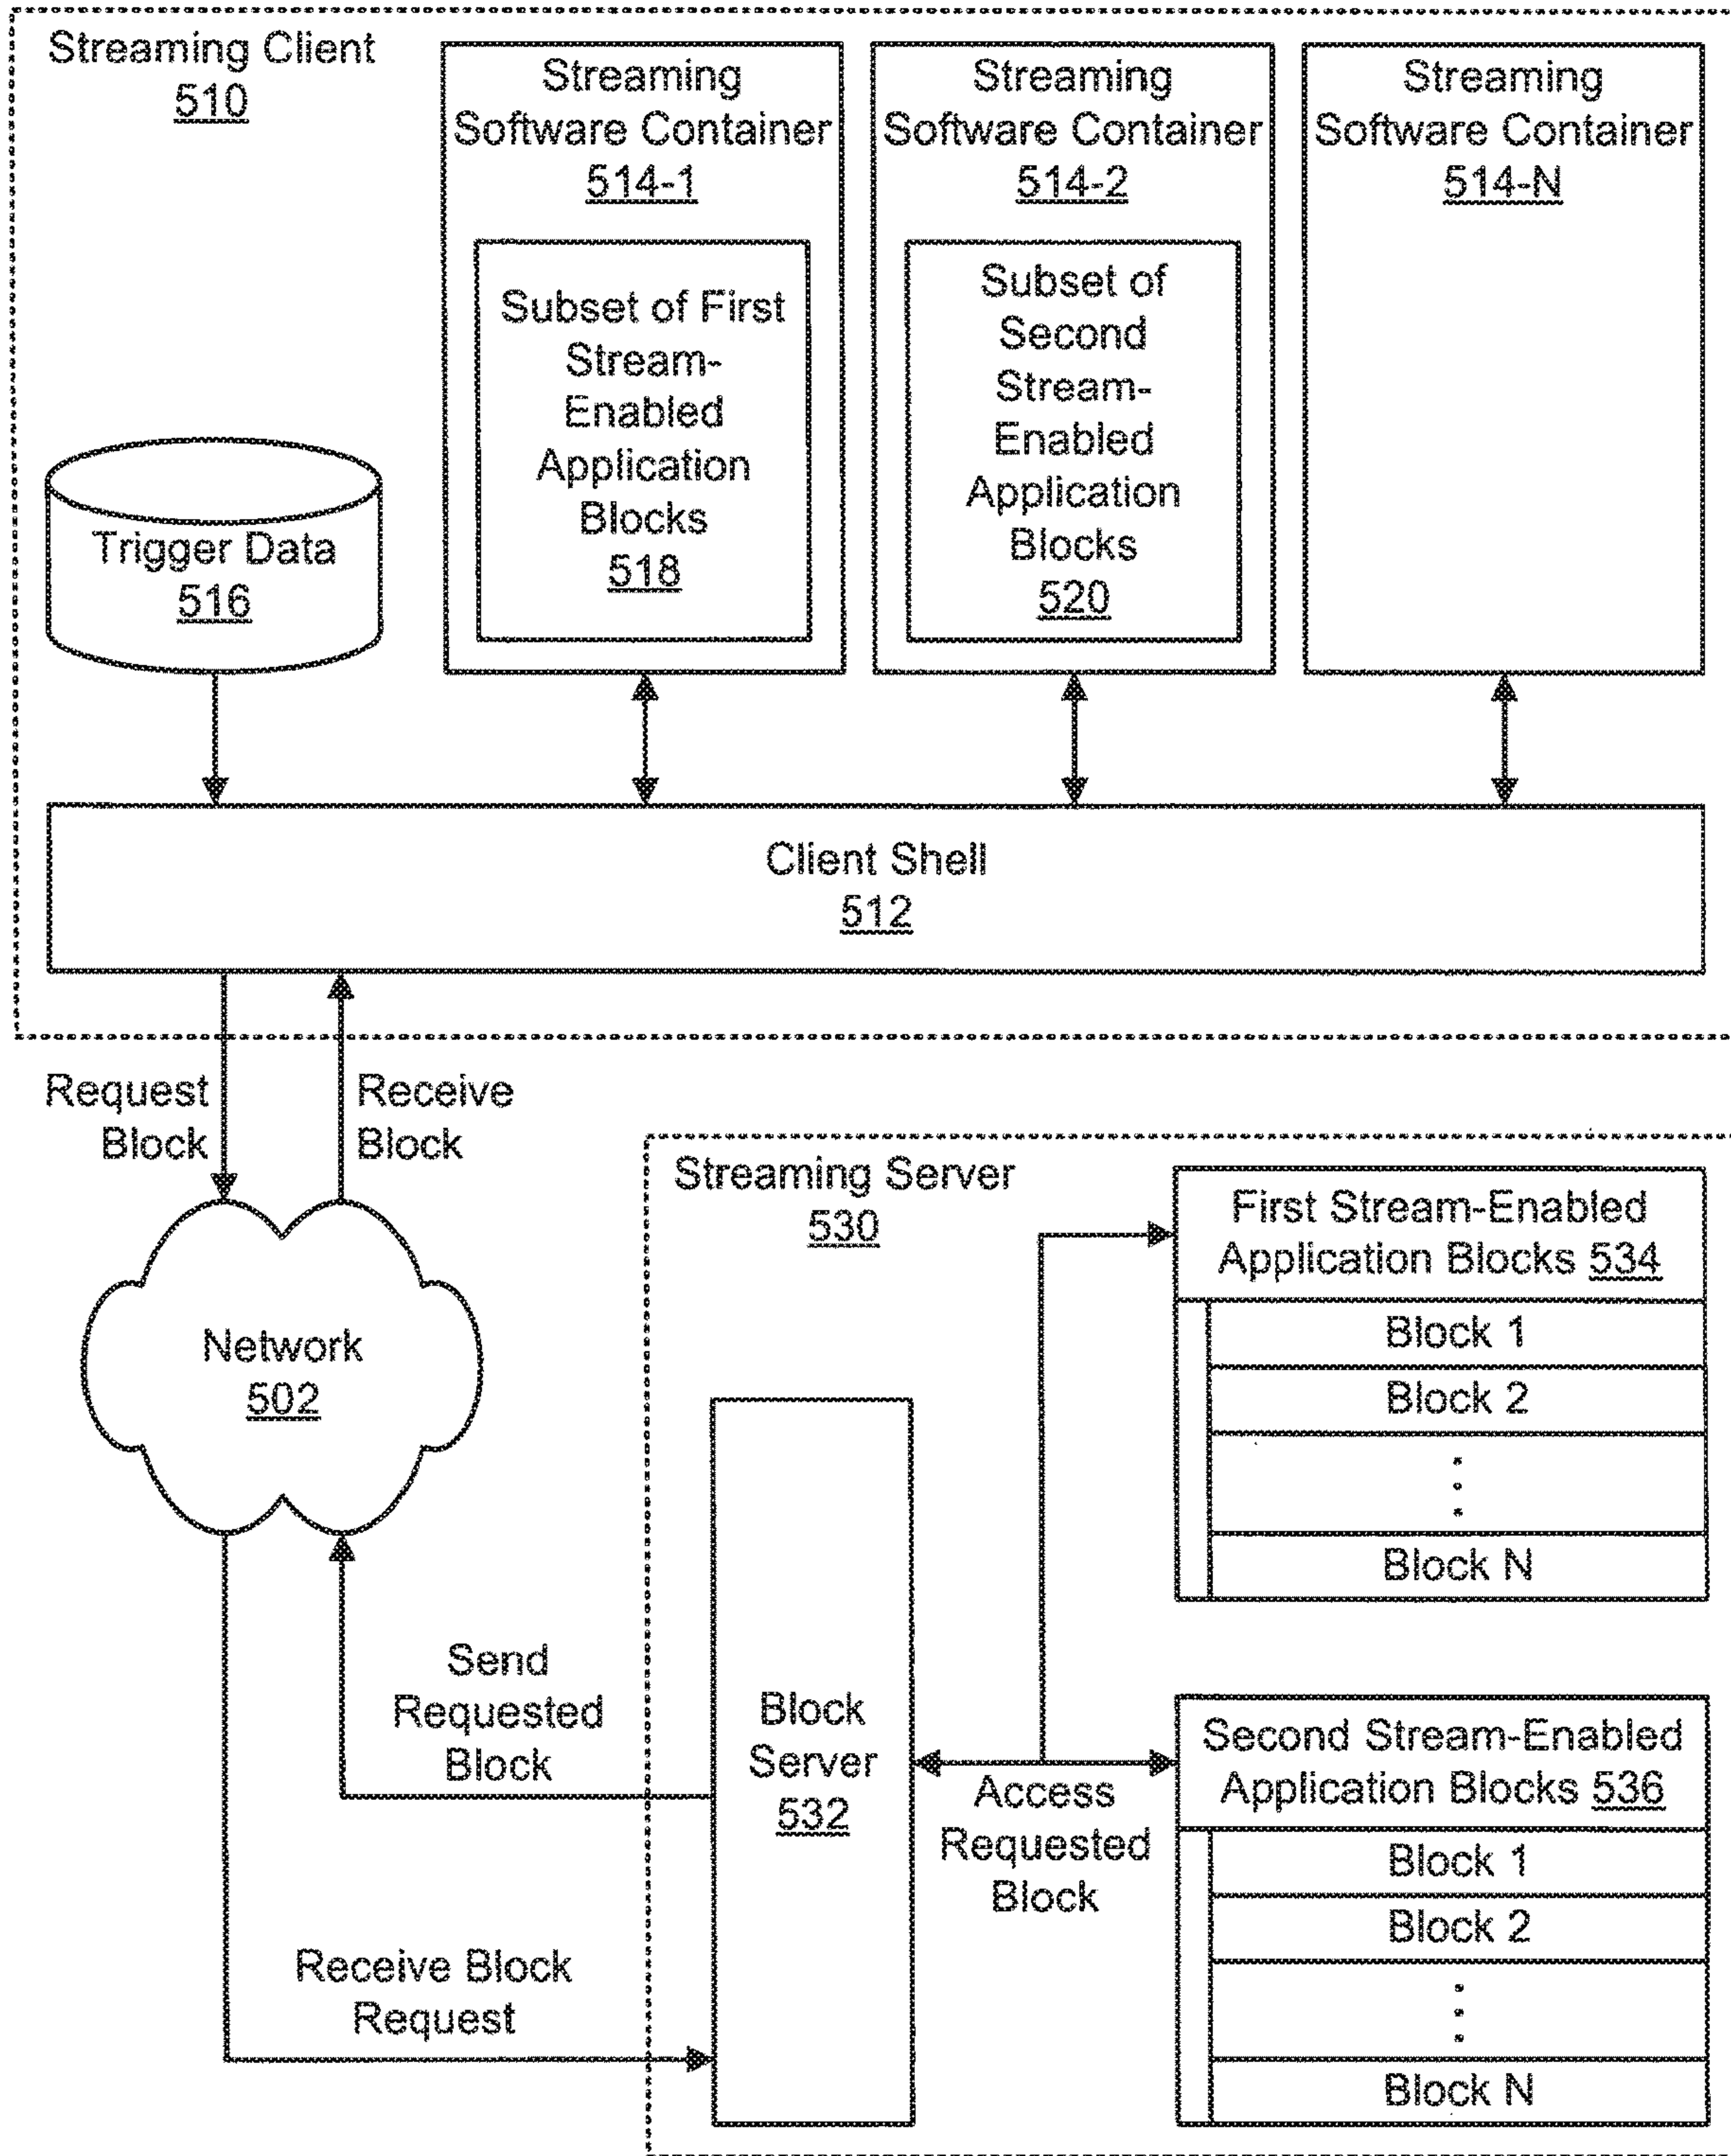 Streaming Client
510
Streaming
Software Container
514-1
Subset of First
Stream-
Enabled
Application
Blocks
518
Streaming
Software Container
514-2
Subset of
Second
Stream-
Enabled
Application
Blocks
520
Streaming
Software Container
514-N
Trigger Data
516
Client Shell
512
Request
Block
Receive
Block
Network
502
Streaming Server
530
First Stream-Enabled
Application Blocks 534
Block 1
Block 2
Block N
Send
Requested
Block
Block
Server
532
Access
Requested
Block
Second Stream-Enabled
Application Blocks 536
Block 1
Block 2
Block N
Receive Block
Request